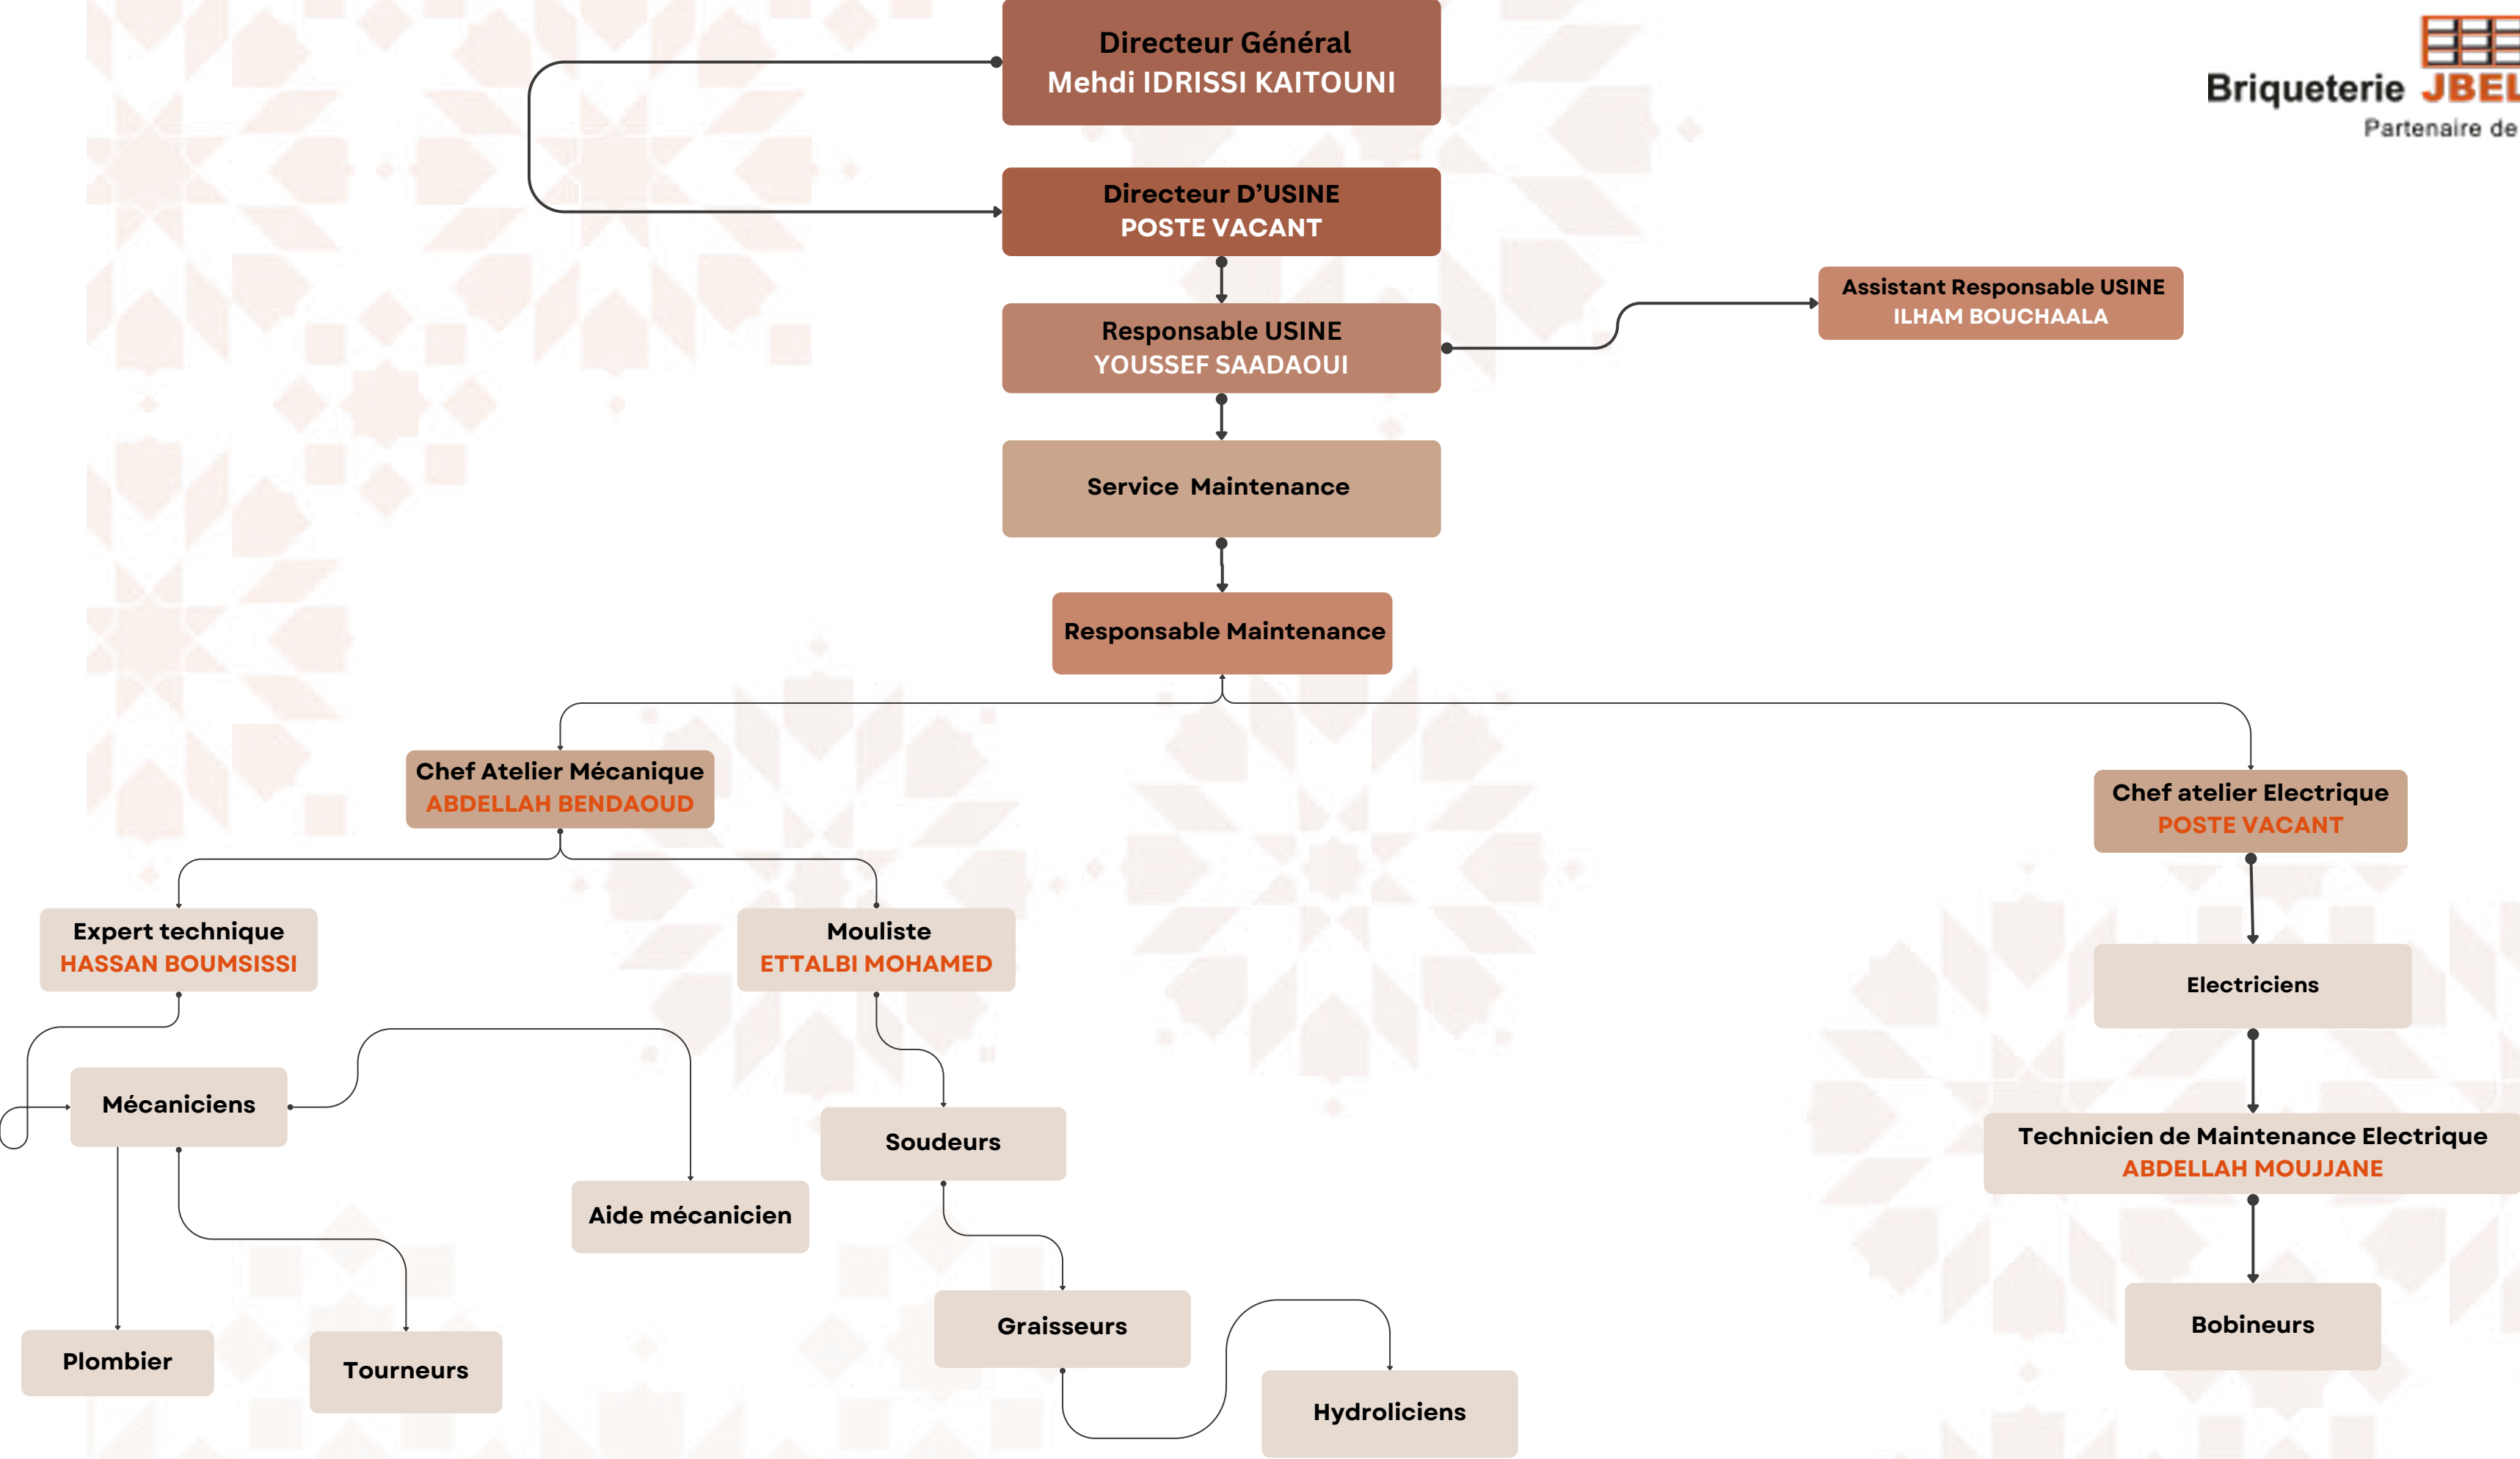 Directeur Général
Mehdi IDRISSI KAITOUNI
Briqueterie JBEL
Partenaire de
Directeur D’USINE
POSTE VACANT
Assistant Responsable USINE
ILHAM BOUCHAALA
Responsable USINE
YOUSSEF SAADAOUI
Service Maintenance
Responsable Maintenance
Chef Atelier Mécanique
ABDELLAH BENDAOUD
Chef atelier Electrique
POSTE VACANT
Expert technique
HASSAN BOUMSISSI
Mouliste
ETTALBI MOHAMED
Electriciens
Mécaniciens
Soudeurs
Technicien de Maintenance Electrique
ABDELLAH MOUJJANE
Aide mécanicien
Graisseurs
Bobineurs
Plombier
Tourneurs
Hydroliciens